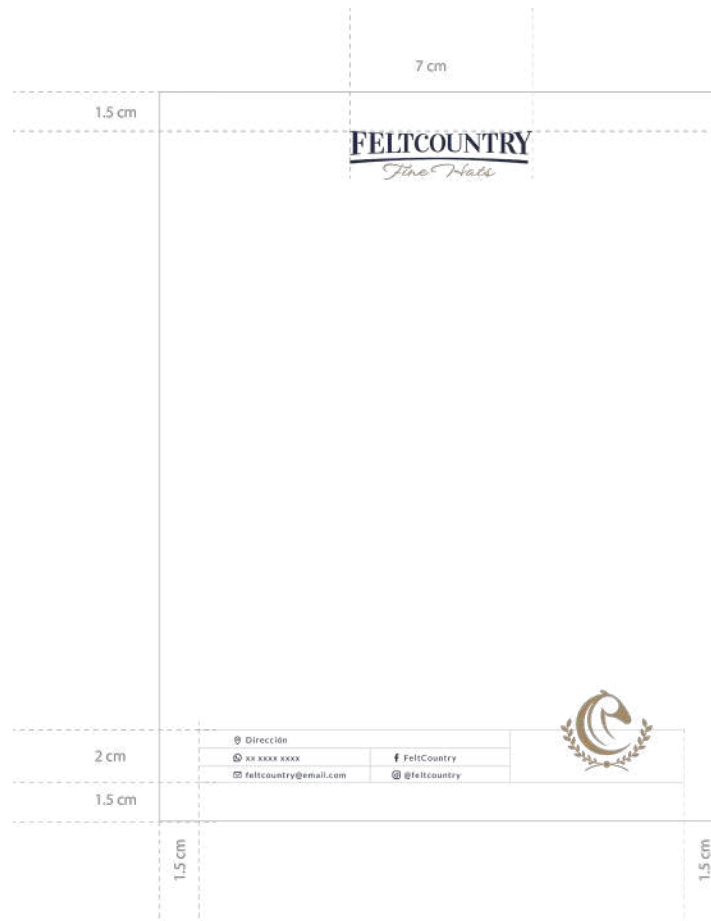 7 cm
1.5 cm
FELTCOUNTRY
Fine Hats
Dirección
xx xxxx xxxx
FeltCountry
feltcountry@email.com
@feltcountry
2 cm
1.5 cm
1.5 cm
1.5 cm